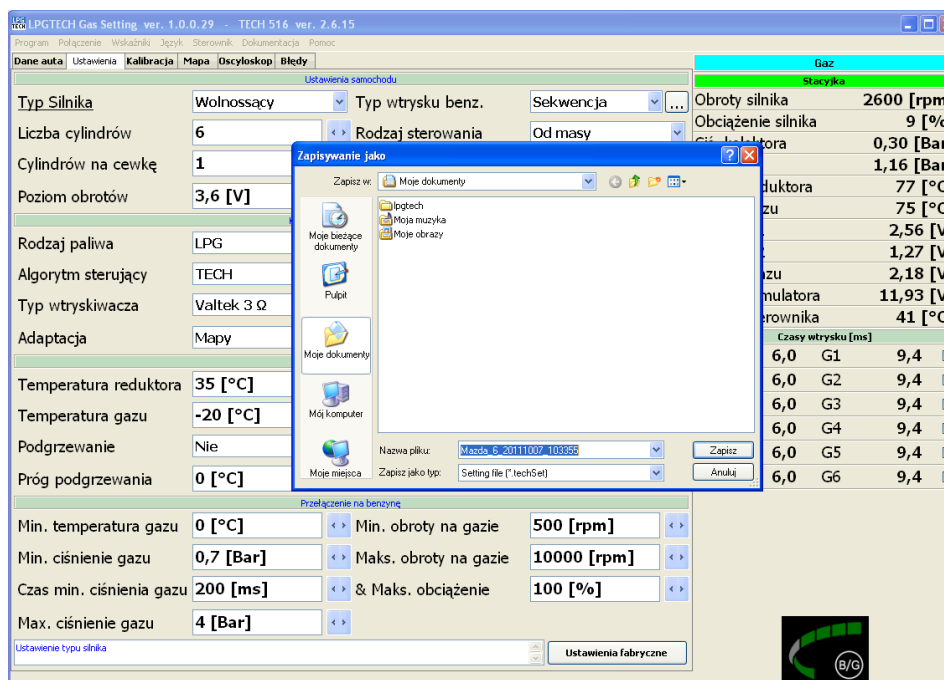 LPG TECH LPGTECH Gas Setting ver. 1.0.0.29 - TECH 516 ver. 2.6.15
Program Połączenie Wskaźniki Język Sterownik Dokumentacja Pomoc
Dane auta Ustawienia Kalibracja Mapa Oscyloskop Błędy
Ustawienia samochodu
Typ Silnika Wolnossący Typ wtrysku benz. Sekwencja ...
Liczba cylindrów 6 Rodzaj sterowania Od masy
Cylindrów na cewkę 1
Poziom obrotów 3,6 [V]
Rodzaj paliwa LPG
Algorytm sterujący TECH
Typ wtryskiwacza Valtek 3 Ω
Adaptacja Mapy
Temperatura reduktora 35 [°C]
Temperatura gazu -20 [°C]
Podgrzewanie Nie
Próg podgrzewania 0 [°C]
Przełączenie na benzynę
Min. temperatura gazu 0 [°C] Min. obroty na gazie 500 [rpm]
Min. ciśnienie gazu 0,7 [Bar] Maks. obroty na gazie 10000 [rpm]
Czas min. ciśnienia gazu 200 [ms] & Maks. obciążenie 100 [%]
Max. ciśnienie gazu 4 [Bar]
Ustawienie typu silnika
Ustawienia fabryczne
Zapisywanie jako
Zapisz w: Moje dokumenty
Moje bieżące dokumenty
Pulpit
Moje dokumenty
Mój komputer
Moje miejsca
lpgtech
Moja muzyka
Moje obrazy
Nazwa pliku: Mazda_6_20111007_103355 Zapisz
Zapisz jako typ: Setting file (*.techSet) Anuluj
Gaz
Stacyjka
Obroty silnika 2600 [rpm
Obciążenie silnika 9 [%
0,30 [Bar
1,16 [Bar
77 [°C
75 [°C
2,56 [V
1,27 [V
2,18 [V
11,93 [V
41 [°C
Czasy wtrysku [ms]
6,0 G1 9,4
6,0 G2 9,4
6,0 G3 9,4
6,0 G4 9,4
6,0 G5 9,4
6,0 G6 9,4
B/G